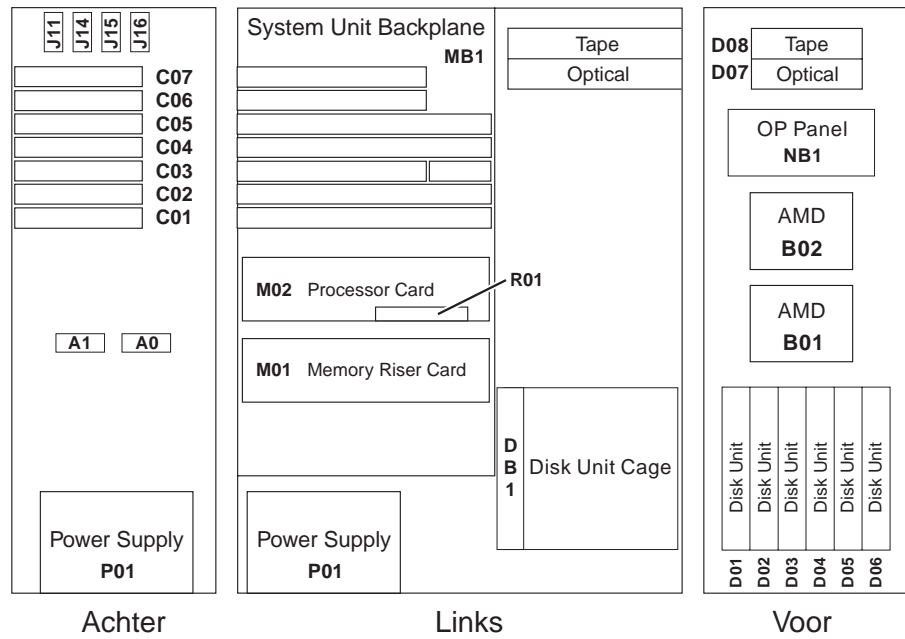 J11 J14 J15 J16
C07
C06
C05
C04
C03
C02
C01
A1 A0
Power Supply
P01
Achter
System Unit Backplane
MB1
Tape
Optical
M02 Processor Card
R01
M01 Memory Riser Card
DB1
Disk Unit Cage
Power Supply
P01
Links
D08 Tape
D07 Optical
OP Panel
NB1
AMD
B02
AMD
B01
Disk Unit Disk Unit Disk Unit Disk Unit Disk Unit Disk Unit
D01 D02 D03 D04 D05 D06
Voor